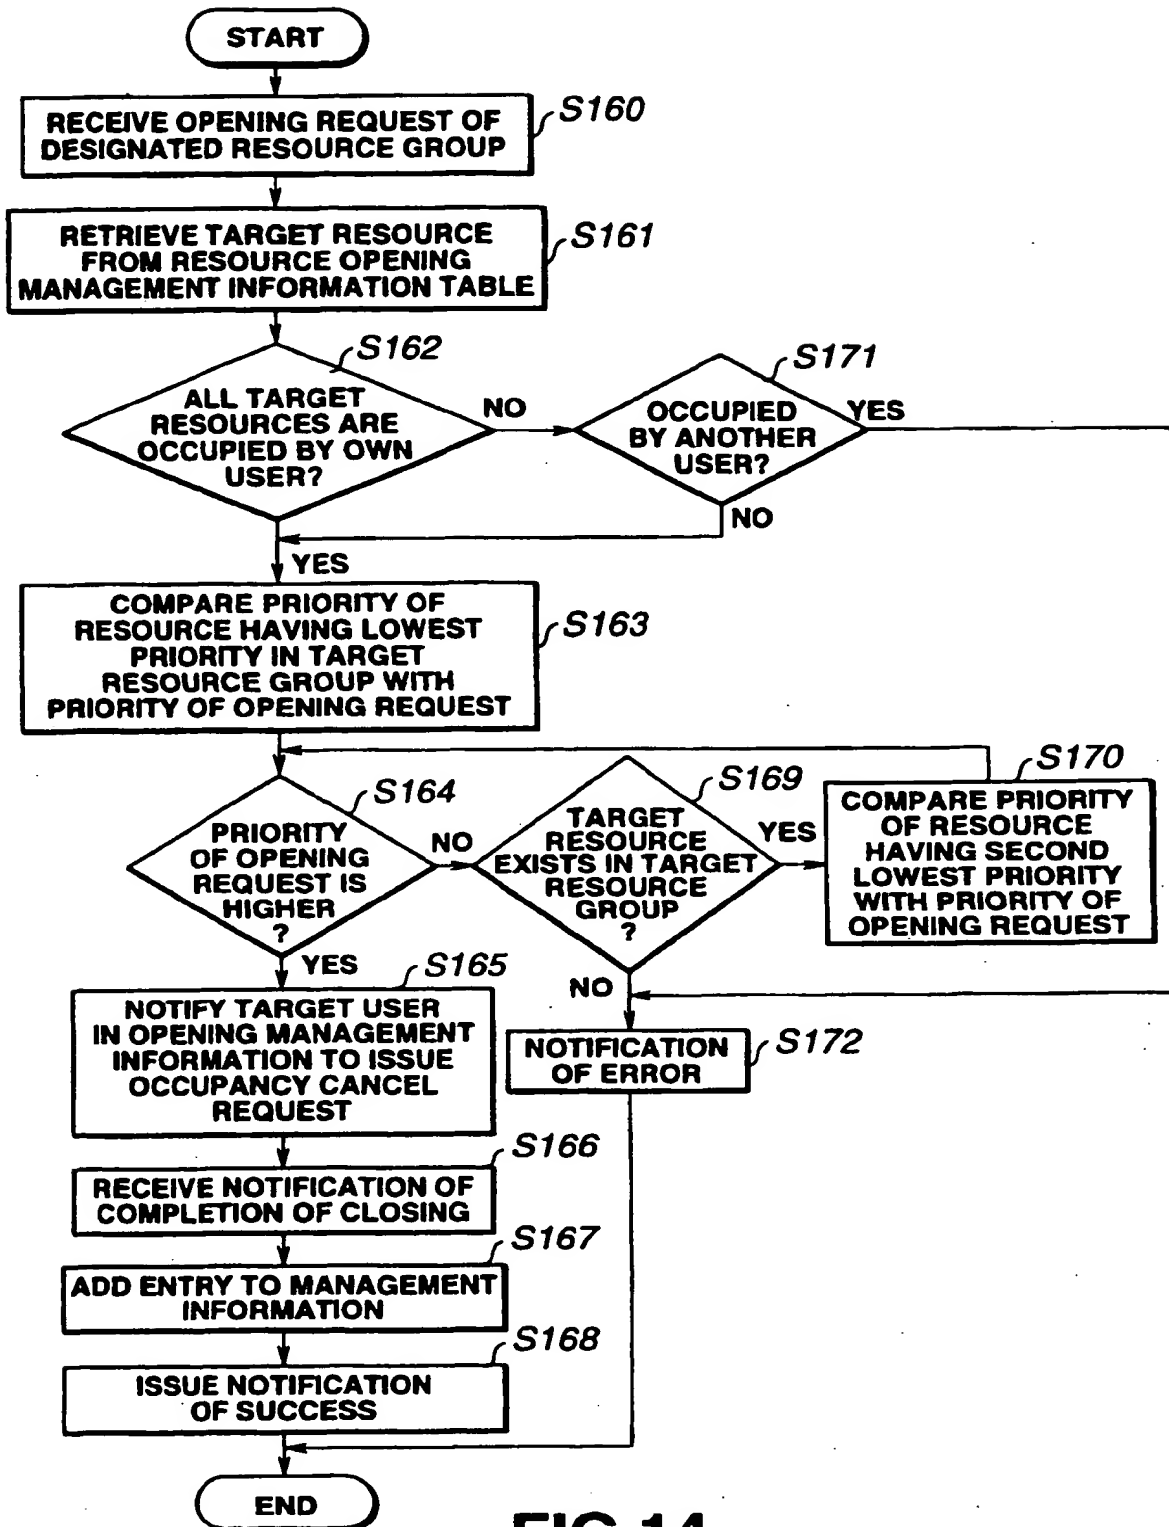 START
RECEIVE OPENING REQUEST OF
DESIGNATED RESOURCE GROUP
S160
RETRIEVE TARGET RESOURCE
FROM RESOURCE OPENING
MANAGEMENT INFORMATION TABLE
S161
S162
ALL TARGET
RESOURCES ARE
OCCUPIED BY OWN
USER?
NO
S171
OCCUPIED
BY ANOTHER
USER?
YES
NO
YES
COMPARE PRIORITY OF
RESOURCE HAVING LOWEST
PRIORITY IN TARGET
RESOURCE GROUP WITH
PRIORITY OF OPENING REQUEST
S163
S164
PRIORITY
OF OPENING
REQUEST IS
HIGHER
?
NO
S169
TARGET
RESOURCE
EXISTS IN TARGET
RESOURCE
GROUP
?
YES
S170
COMPARE PRIORITY
OF RESOURCE
HAVING SECOND
LOWEST PRIORITY
WITH PRIORITY OF
OPENING REQUEST
YES
NO
S165
NOTIFY TARGET USER
IN OPENING MANAGEMENT
INFORMATION TO ISSUE
OCCUPANCY CANCEL
REQUEST
NOTIFICATION
OF ERROR
S172
S166
RECEIVE NOTIFICATION OF
COMPLETION OF CLOSING
S167
ADD ENTRY TO MANAGEMENT
INFORMATION
S168
ISSUE NOTIFICATION
OF SUCCESS
END
FIG.14